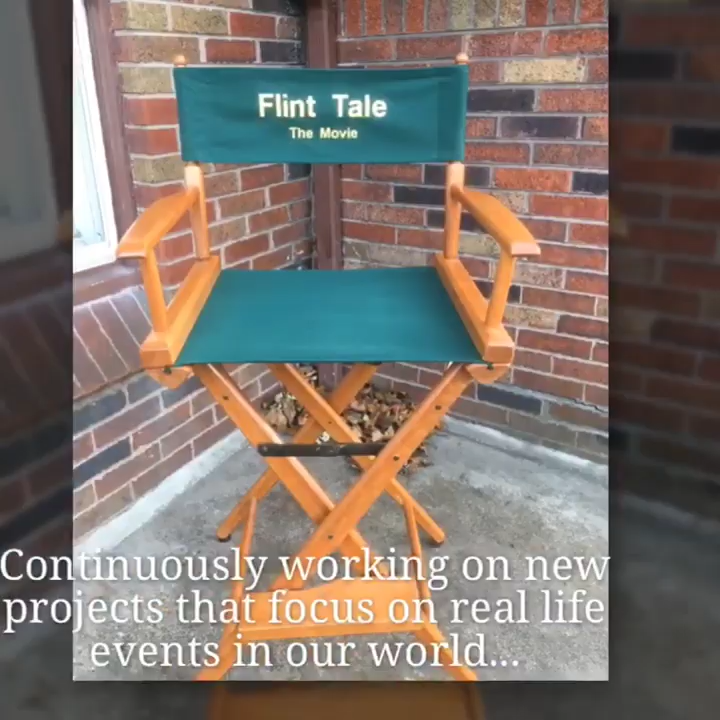 Flint Tale
The Movie
Continuously working on new
projects that focus on real life
events in our world...